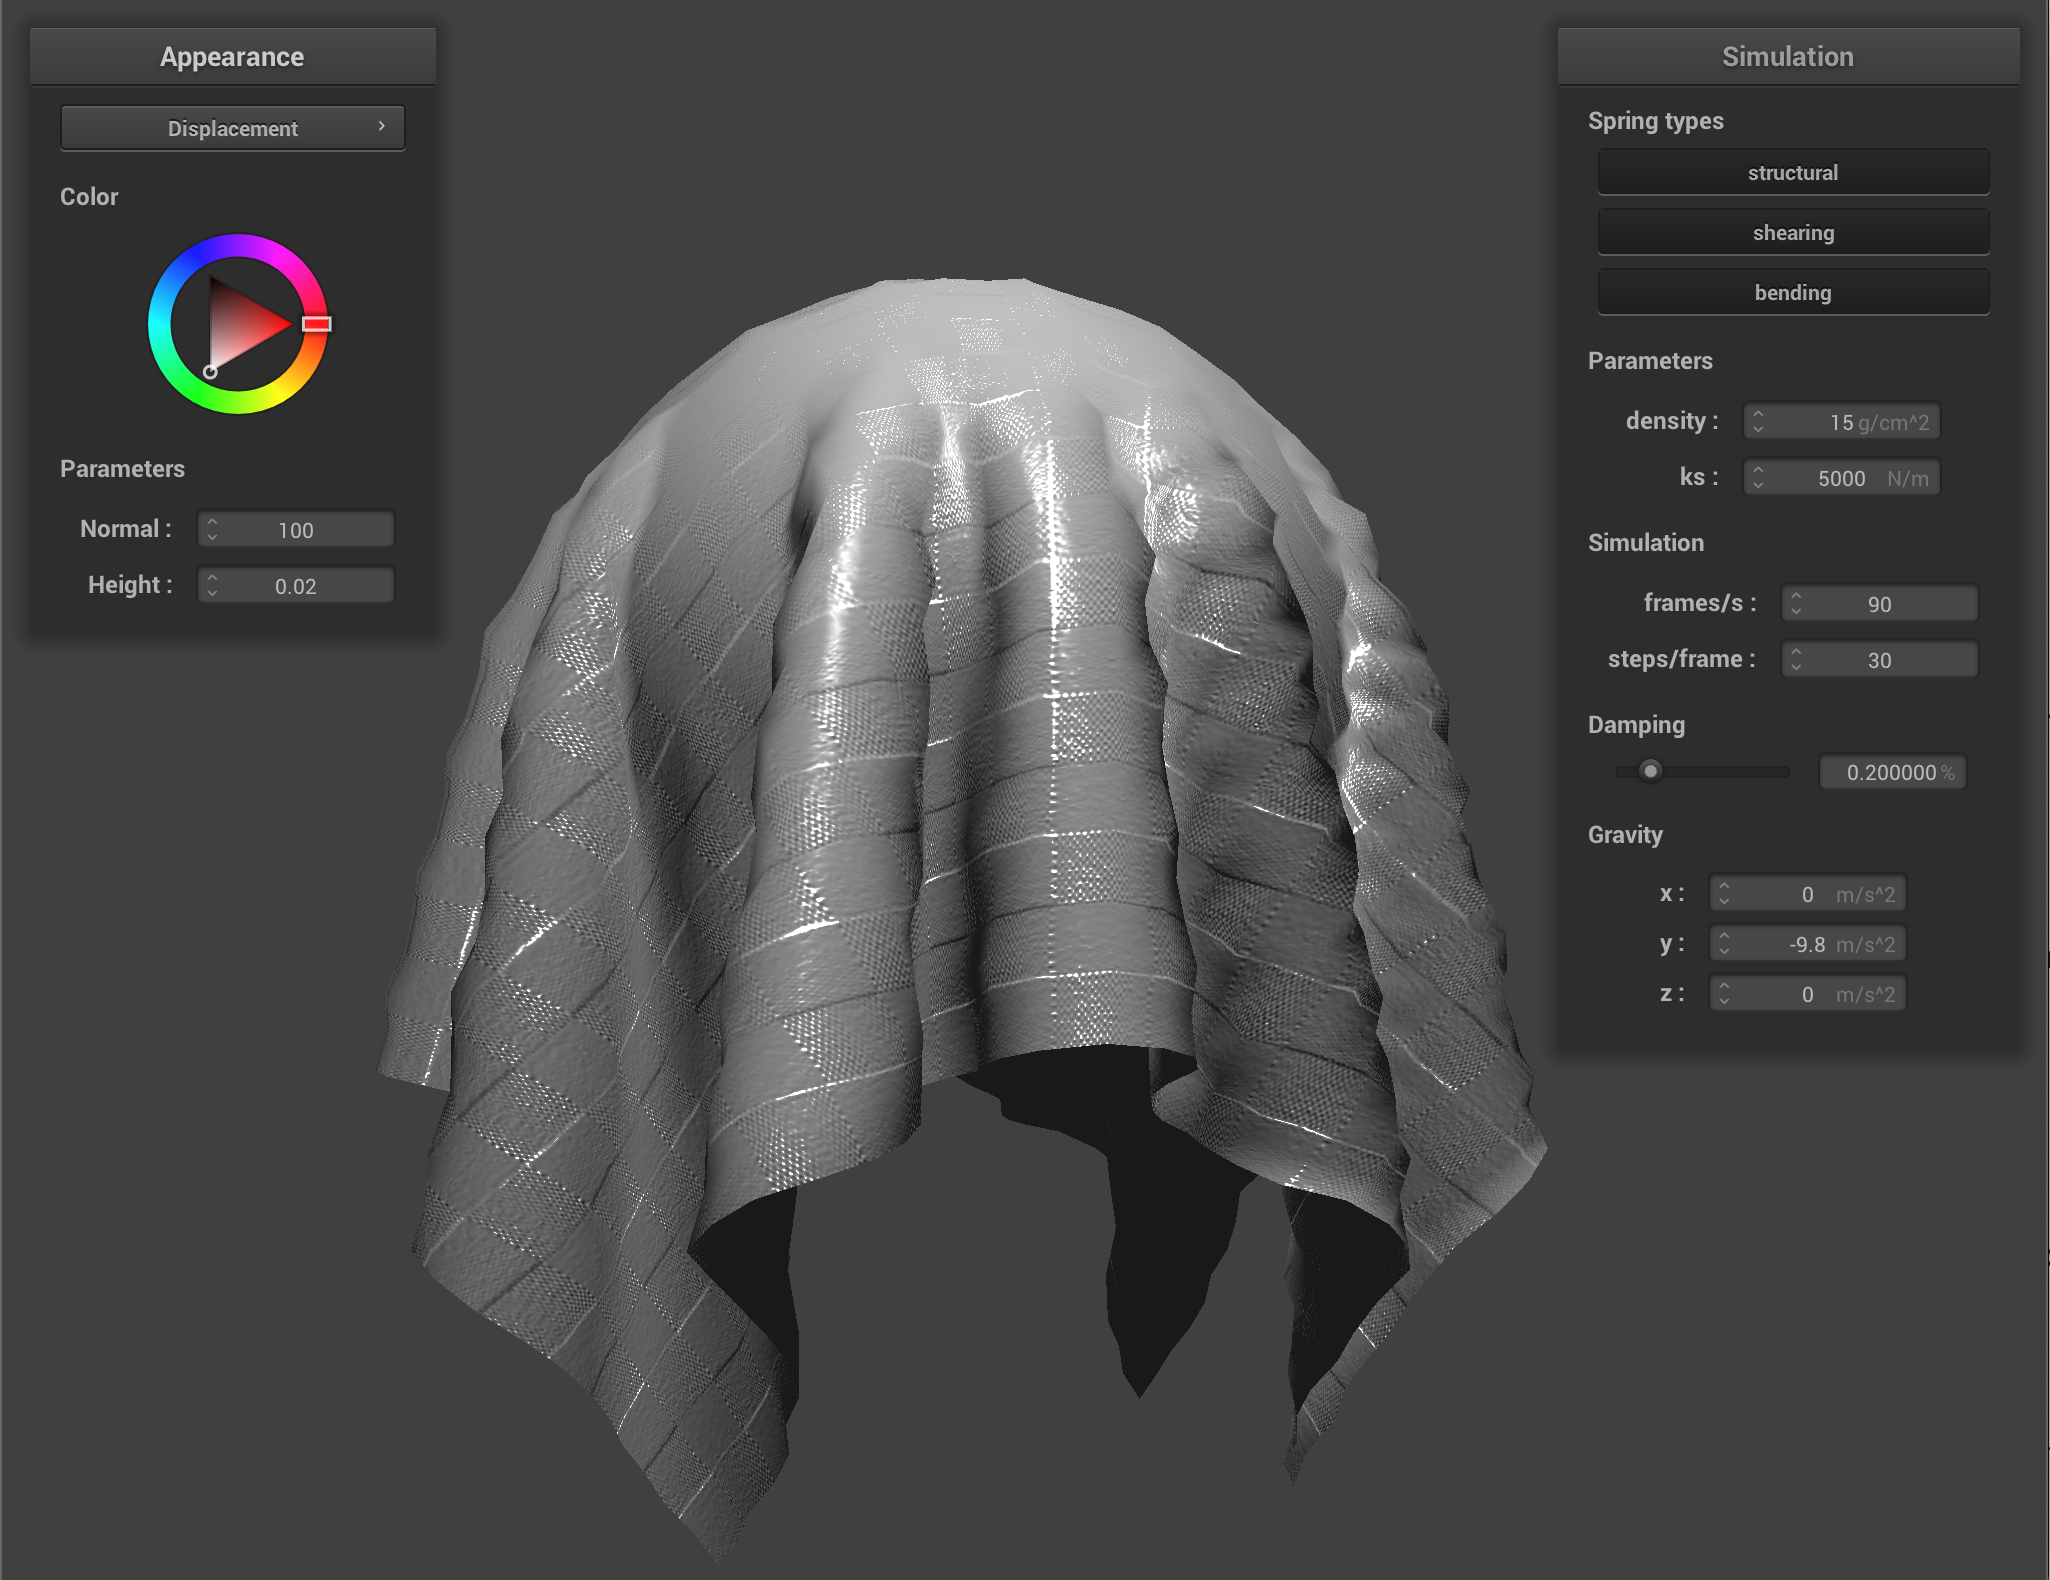 Appearance
Displacement
Color
Parameters
Normal : 100
Height : 0.02
Simulation
Spring types
structural
shearing
bending
Parameters
density : 15 g/cm^2
ks : 5000 N/m
Simulation
frames/s : 90
steps/frame : 30
Damping
0.200000 %
Gravity
x : 0 m/s^2
y : -9.8 m/s^2
z : 0 m/s^2